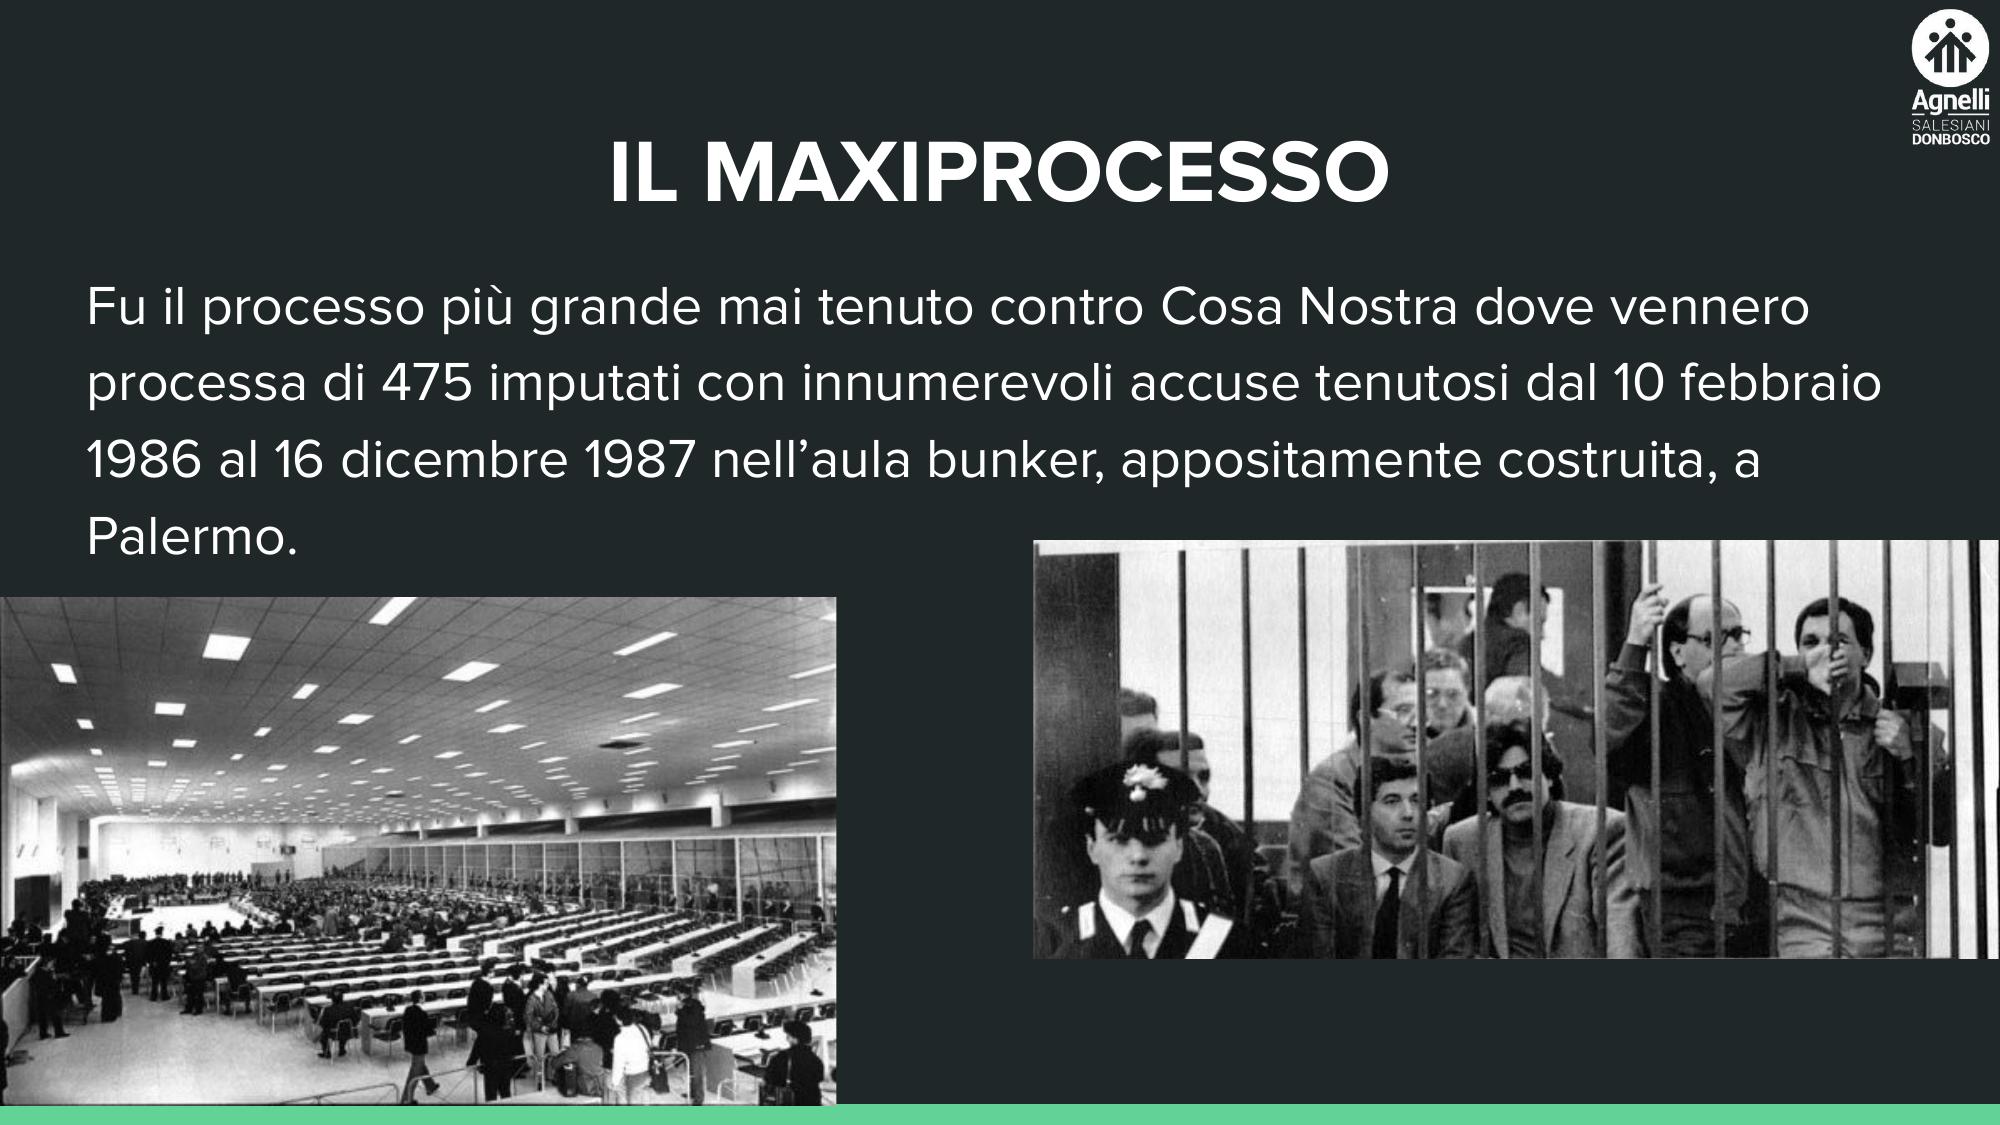 Agnelli
SALESIANI
DONBOSCO
IL MAXIPROCESSO
Fu il processo più grande mai tenuto contro Cosa Nostra dove vennero
processa di 475 imputati con innumerevoli accuse tenutosi dal 10 febbraio
1986 al 16 dicembre 1987 nell’aula bunker, appositamente costruita, a
Palermo.